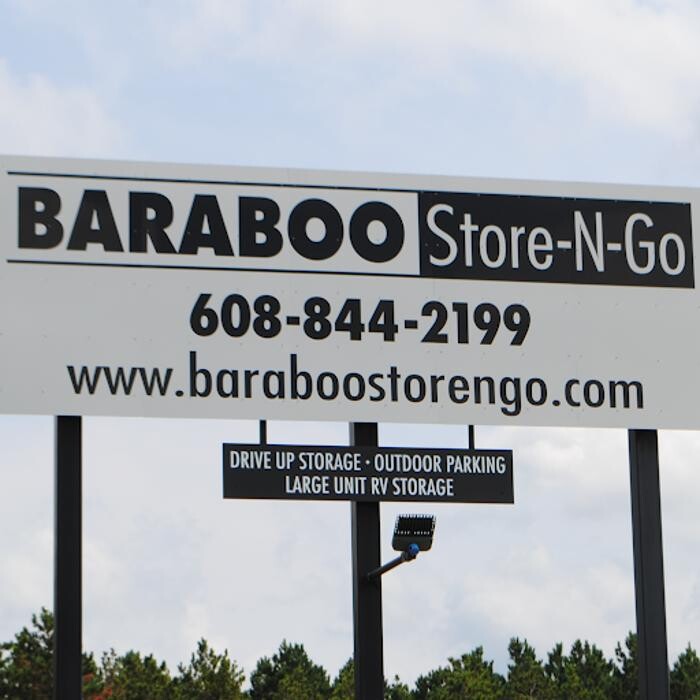 BARABOO Store-N-Go
608-844-2199
www.baraboostorengo.com
DRIVE UP STORAGE · OUTDOOR PARKING
LARGE UNIT RV STORAGE